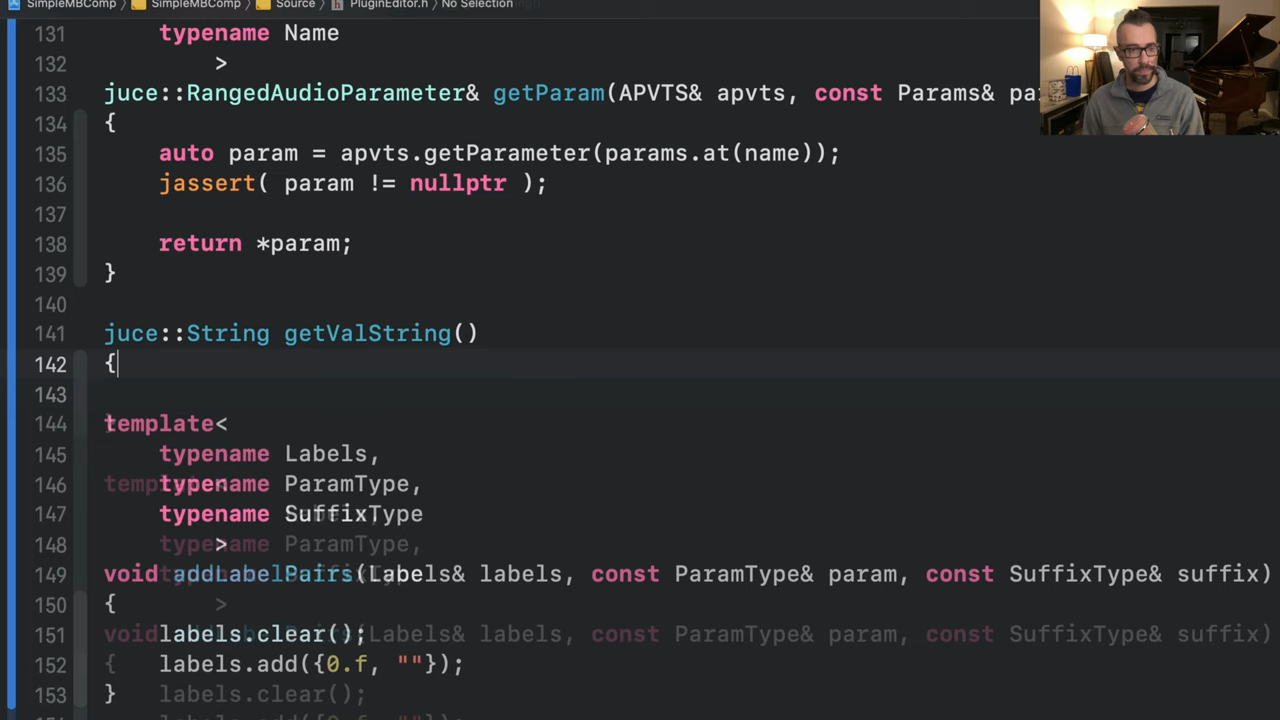 SimpleMBComp > SimpleMBComp > Source > PluginEditor.h > No Selection
131 typename Name
132 >
133 juce::RangedAudioParameter& getParam(APVTS& apvts, const Params& pa
134 {
135 auto param = apvts.getParameter(params.at(name));
136 jassert( param != nullptr );
137
138 return *param;
139 }
140
141 juce::String getValString()
142 {
143
144 template<
145 typename Labels,
146 typename ParamType,
147 typename SuffixType
148 >
149 void addLabelPairs(Labels& labels, const ParamType& param, const SuffixType& suffix)
150 {
151 labels.clear();
152 labels.add({0.f, ""});
153 }